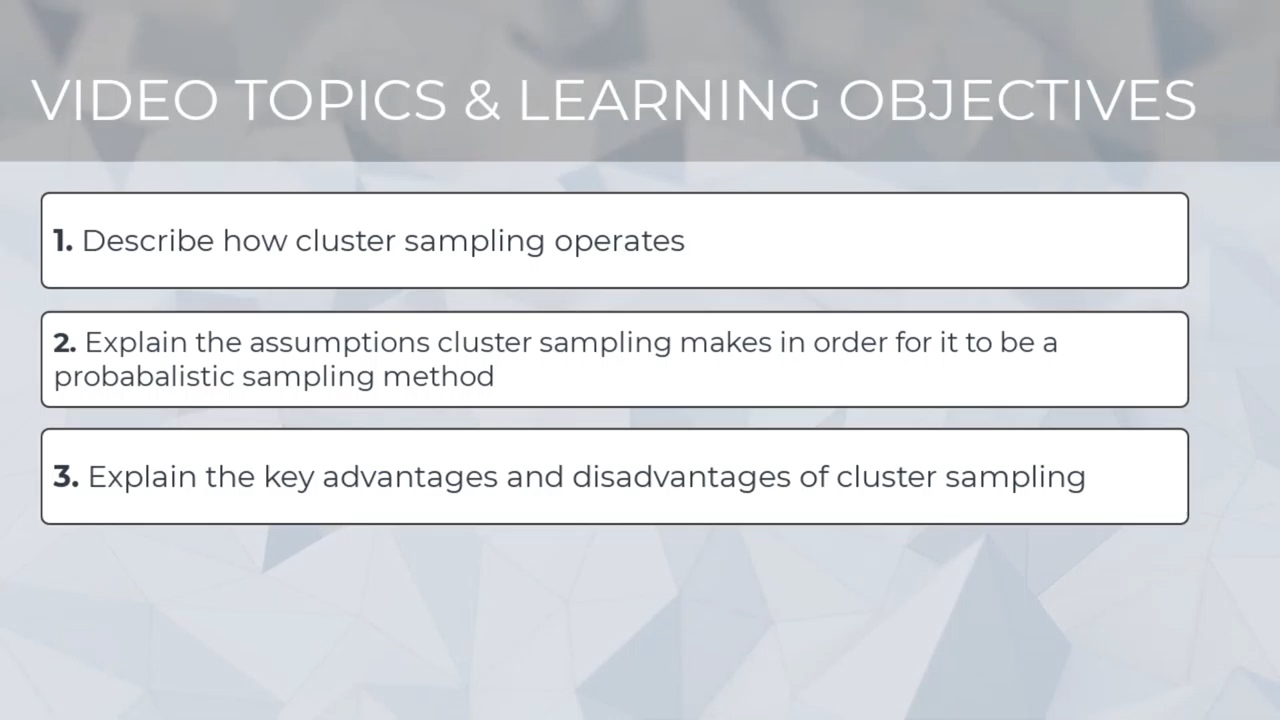 VIDEO TOPICS & LEARNING OBJECTIVES
1. Describe how cluster sampling operates
2. Explain the assumptions cluster sampling makes in order for it to be a
probabalistic sampling method
3. Explain the key advantages and disadvantages of cluster sampling